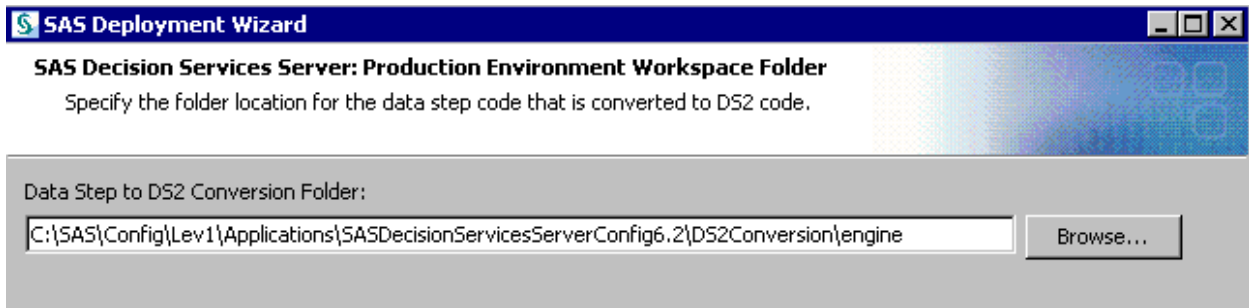 SAS Deployment Wizard
SAS Decision Services Server: Production Environment Workspace Folder
Specify the folder location for the data step code that is converted to DS2 code.
Data Step to DS2 Conversion Folder:
C:\SAS\Config\Lev1\Applications\SASDecisionServicesServerConfig6.2\DS2Conversion\engine
Browse...